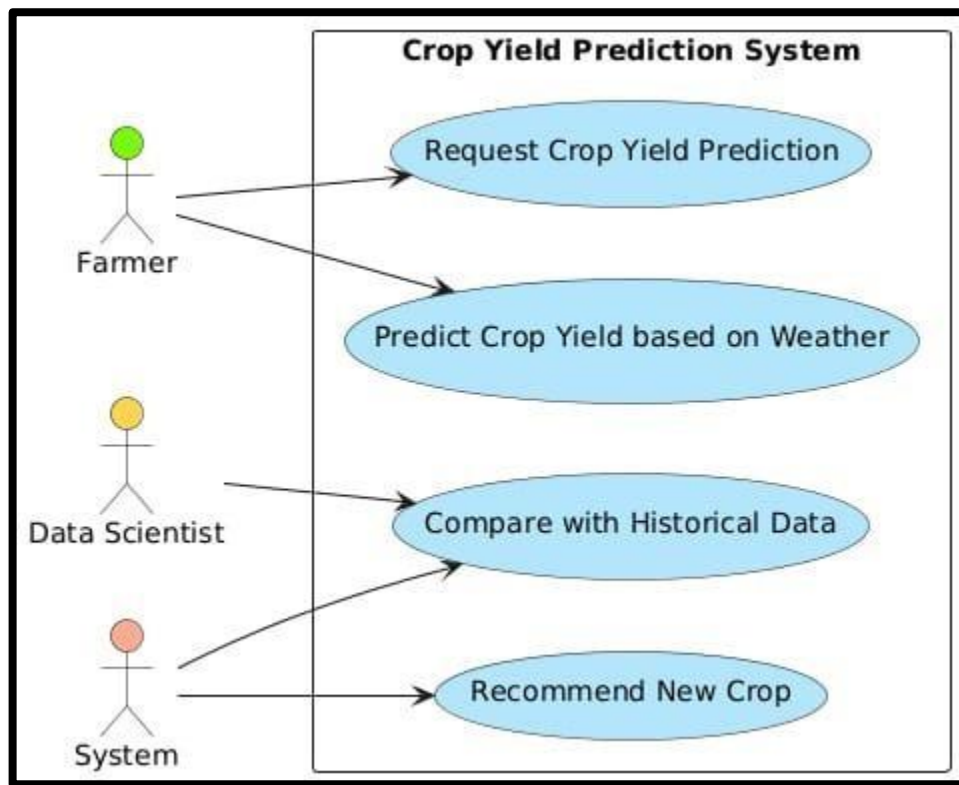 Crop Yield Prediction System
Request Crop Yield Prediction
Farmer
Predict Crop Yield based on Weather
Data Scientist
Compare with Historical Data
System
Recommend New Crop